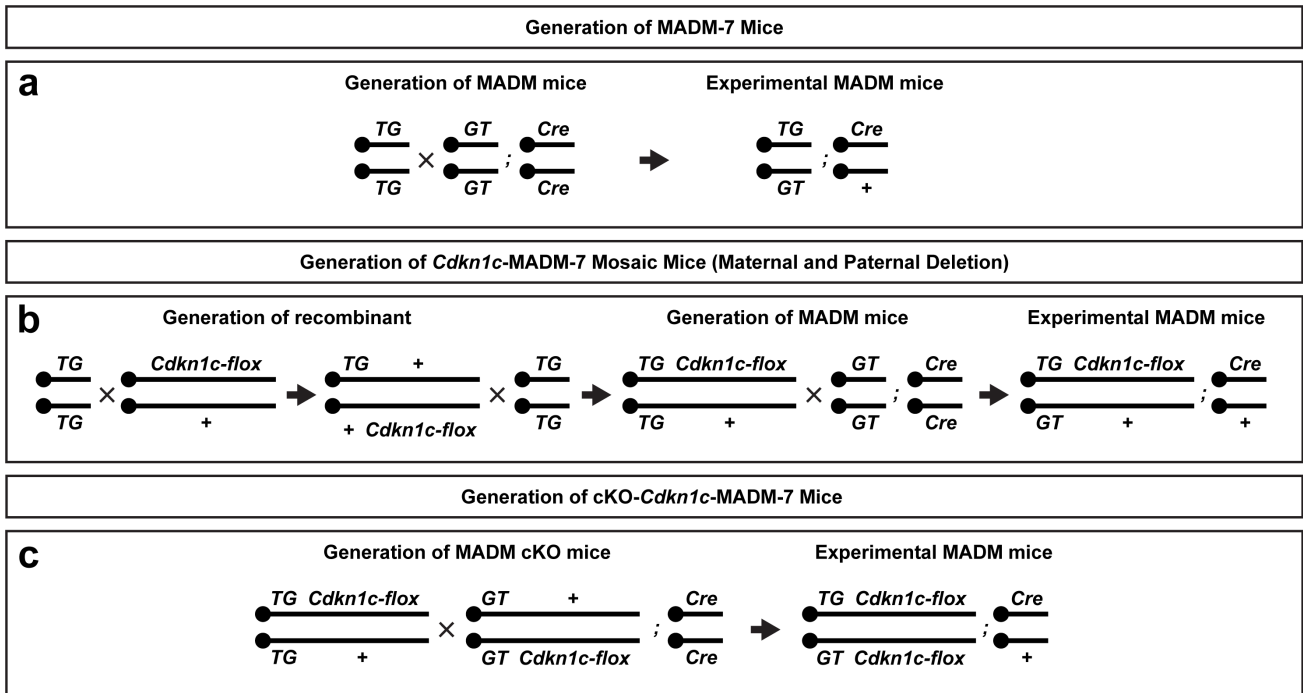 Generation of MADM-7 Mice
a
Generation of MADM mice Experimental MADM mice
TG GT Cre TG Cre
× ; ;
TG GT Cre GT +
Generation of Cdkn1c-MADM-7 Mosaic Mice (Maternal and Paternal Deletion)
b
Generation of recombinant Generation of MADM mice Experimental MADM mice
TG Cdkn1c-flox TG + TG TG Cdkn1c-flox GT Cre TG Cdkn1c-flox Cre
× × × ; ;
TG + + Cdkn1c-flox TG TG + GT Cre GT + +
Generation of cKO-Cdkn1c-MADM-7 Mice
c
Generation of MADM cKO mice Experimental MADM mice
TG Cdkn1c-flox GT + Cre TG Cdkn1c-flox Cre
× ; ;
TG + GT Cdkn1c-flox Cre GT Cdkn1c-flox +